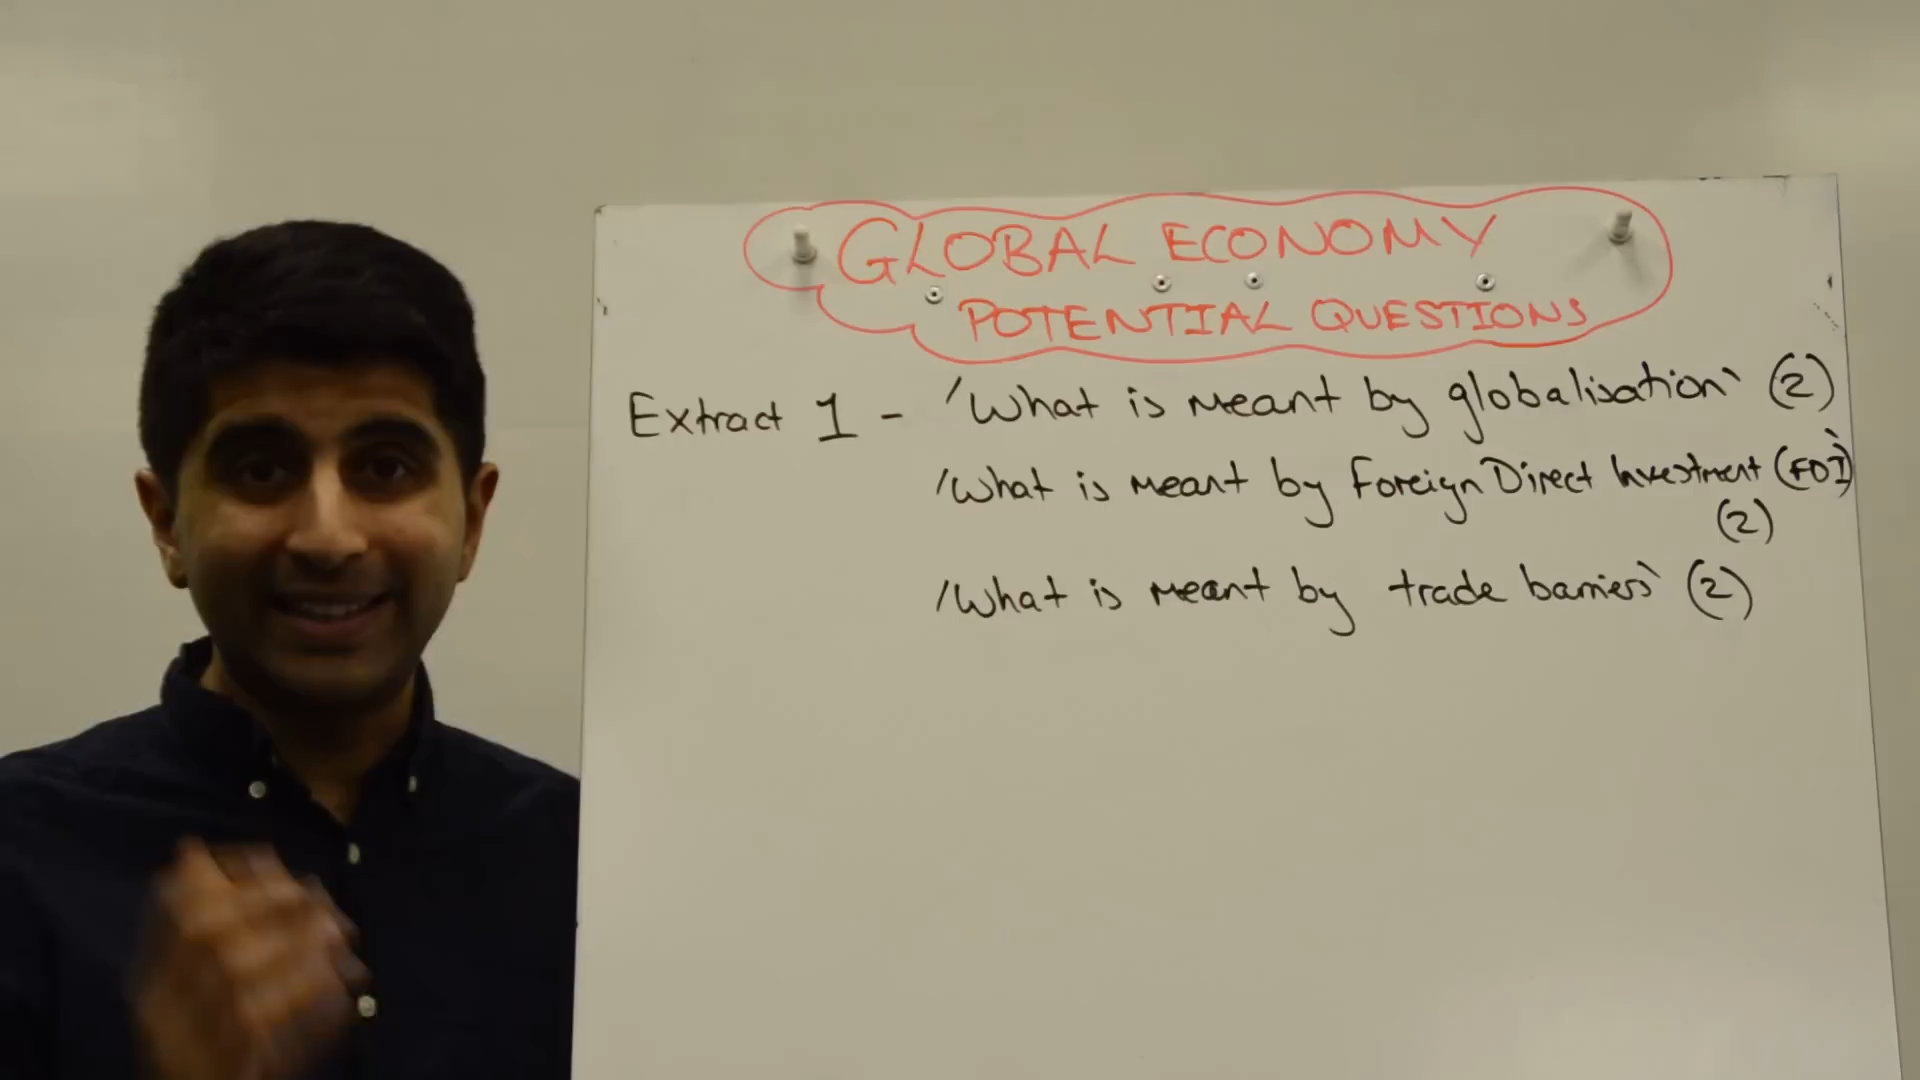 GLOBAL ECONOMY
POTENTIAL QUESTIONS
Extract 1 - 'What is meant by globalisation' (2)
'What is meant by Foreign Direct Investment (FDI)'
(2)
'What is meant by trade barriers' (2)